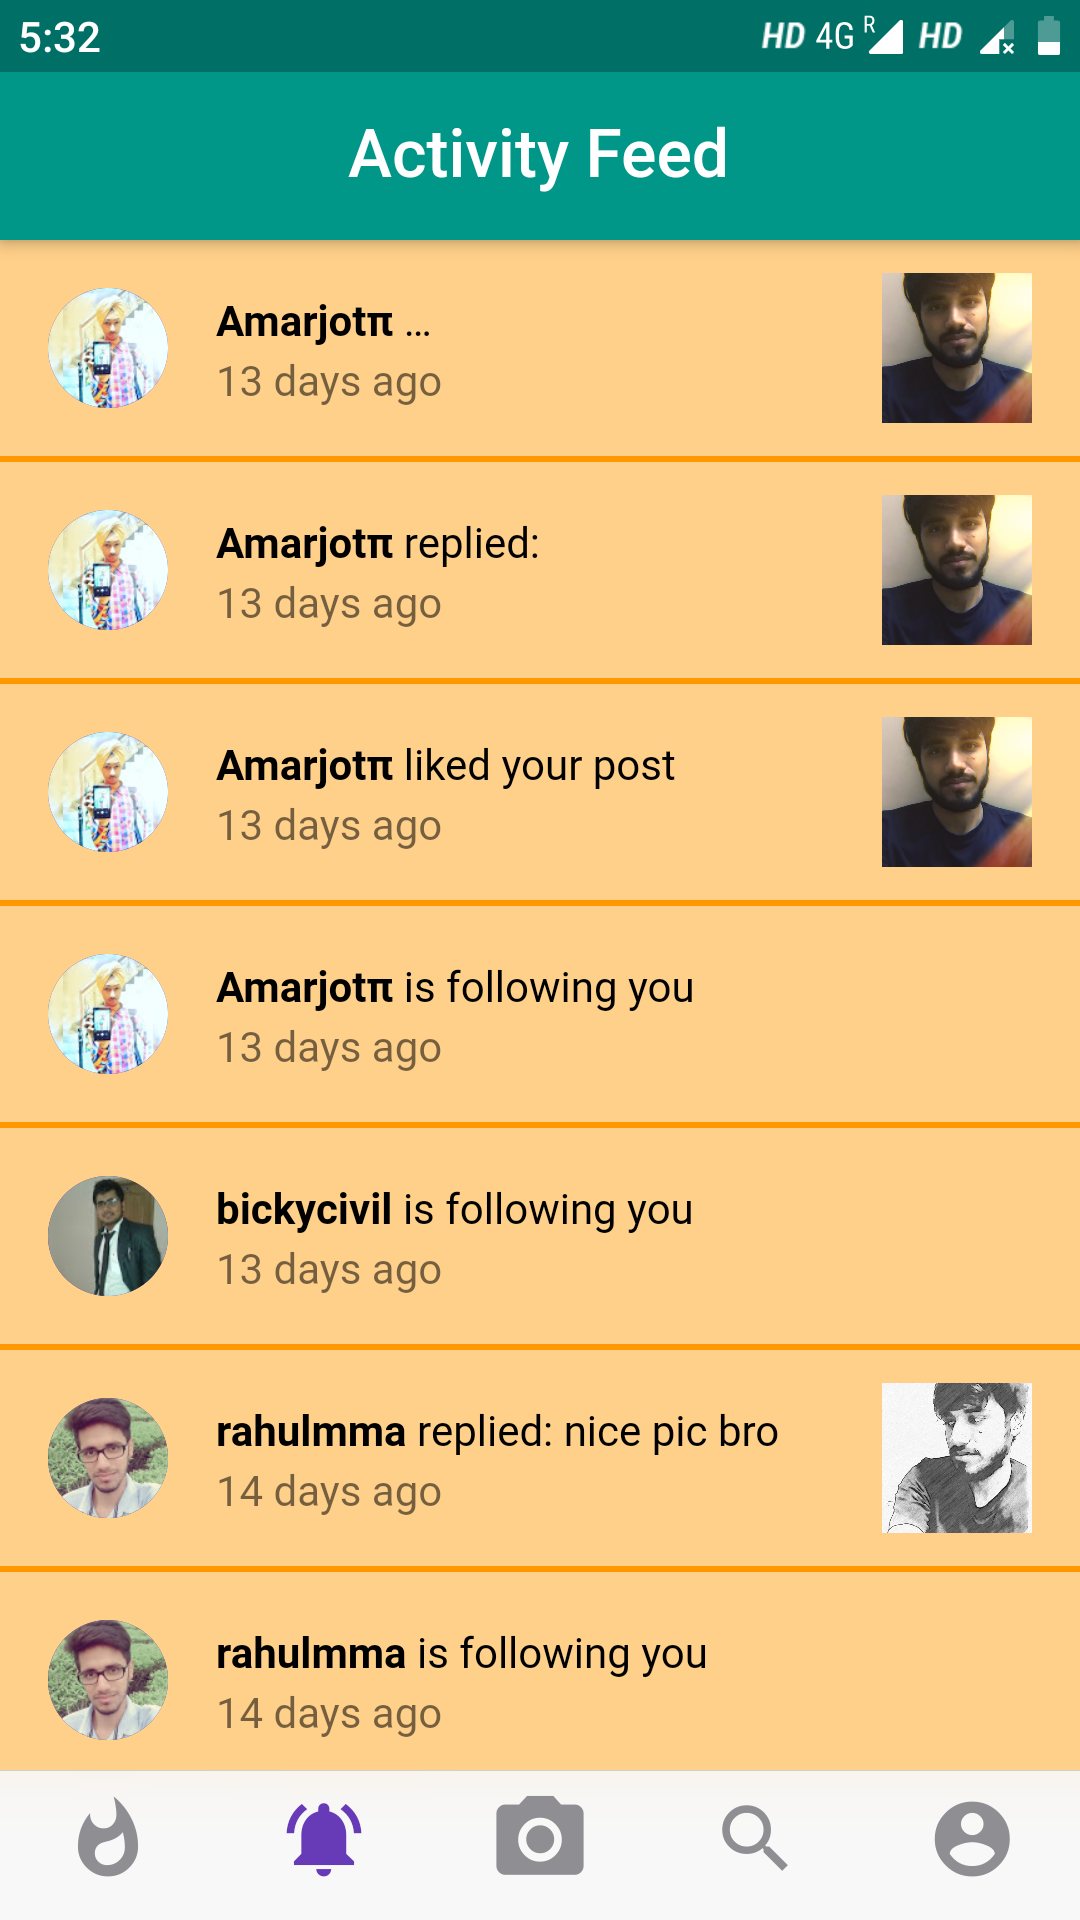 5:32 HD 4G R HD
Activity Feed
Amarjotπ ...
13 days ago
Amarjotπ replied:
13 days ago
Amarjotπ liked your post
13 days ago
Amarjotπ is following you
13 days ago
bickycivil is following you
13 days ago
rahulmma replied: nice pic bro
14 days ago
rahulmma is following you
14 days ago